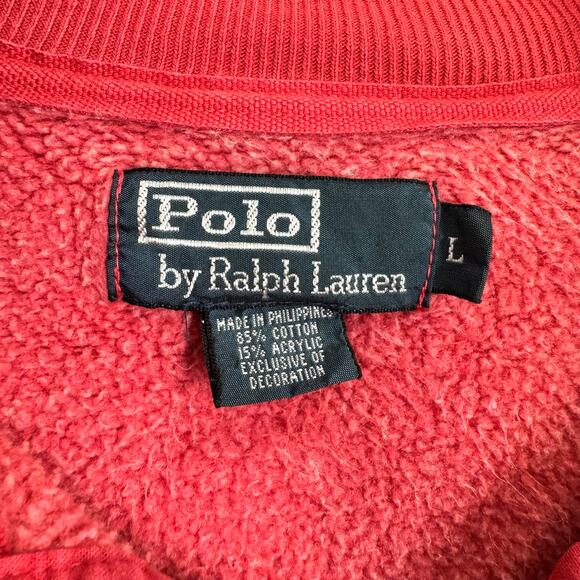 Polo
by Ralph Lauren
L
MADE IN PHILIPPINES
85% COTTON
15% ACRYLIC
EXCLUSIVE OF
DECORATION